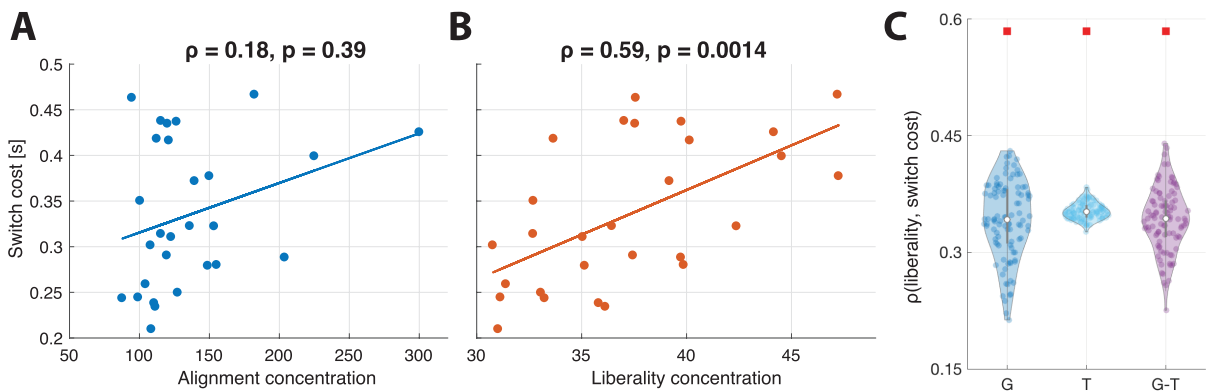 A
ρ = 0.18, p = 0.39
0.5
0.45
0.4
0.35
0.3
0.25
0.2
Switch cost [s]
50
100
150
200
250
300
Alignment concentration
B
ρ = 0.59, p = 0.0014
30
35
40
45
Liberality concentration
C
0.6
0.45
0.3
0.15
ρ(liberality, switch cost)
G
T
G-T